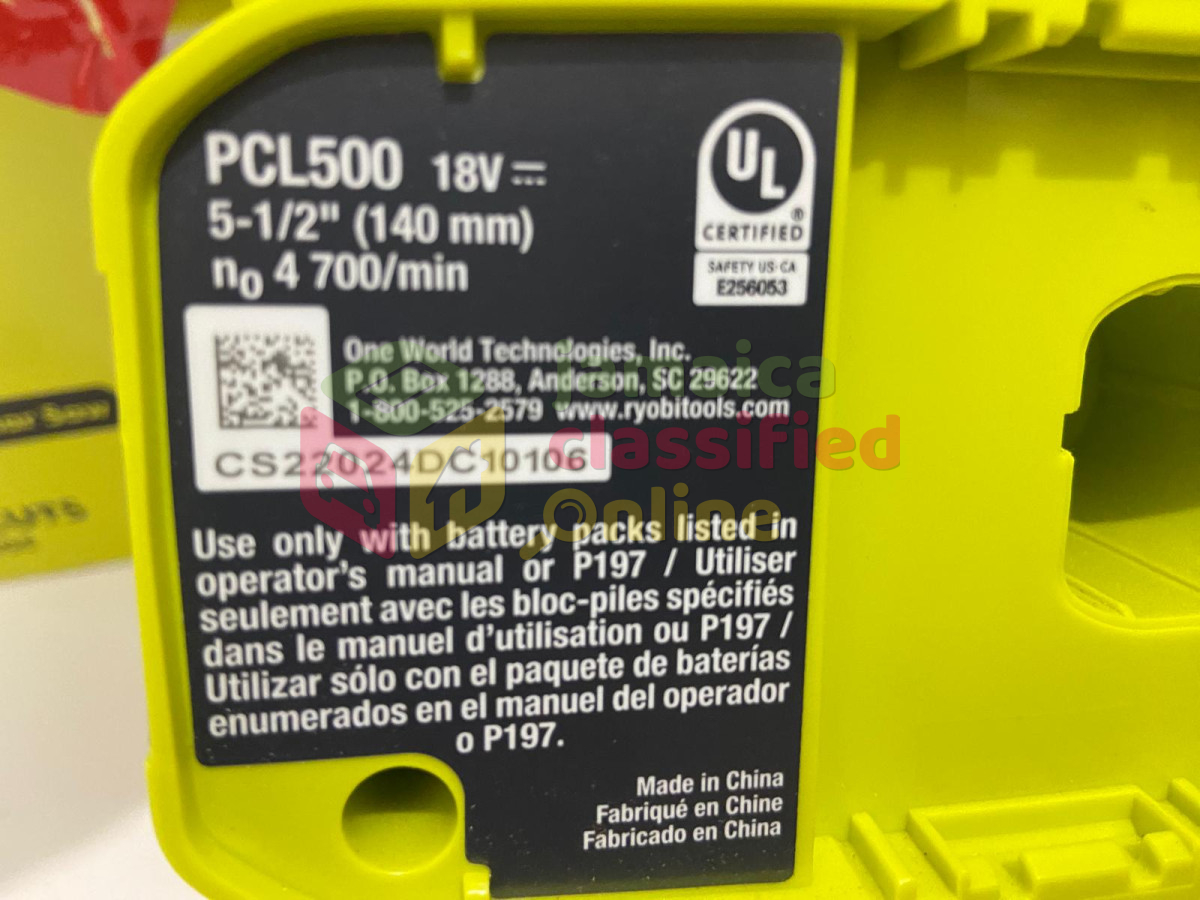 PCL500 18V
5-1/2" (140 mm)
n0 4 700/min
UL
®
CERTIFIED
SAFETY US-CA
E256053
One World Technologies, Inc.
P.O. Box 1288, Anderson, SC 29622
1-800-525-2579 www.ryobitools.com
CS22024DC10106
Jamaica
classified
Online
Use only with battery packs listed in
operator's manual or P197 / Utiliser
seulement avec les bloc-piles spécifiés
dans le manuel d'utilisation ou P197 /
Utilizar sólo con el paquete de baterías
enumerados en el manuel del operador
o P197.
Made in China
Fabriqué en Chine
Fabricado en China